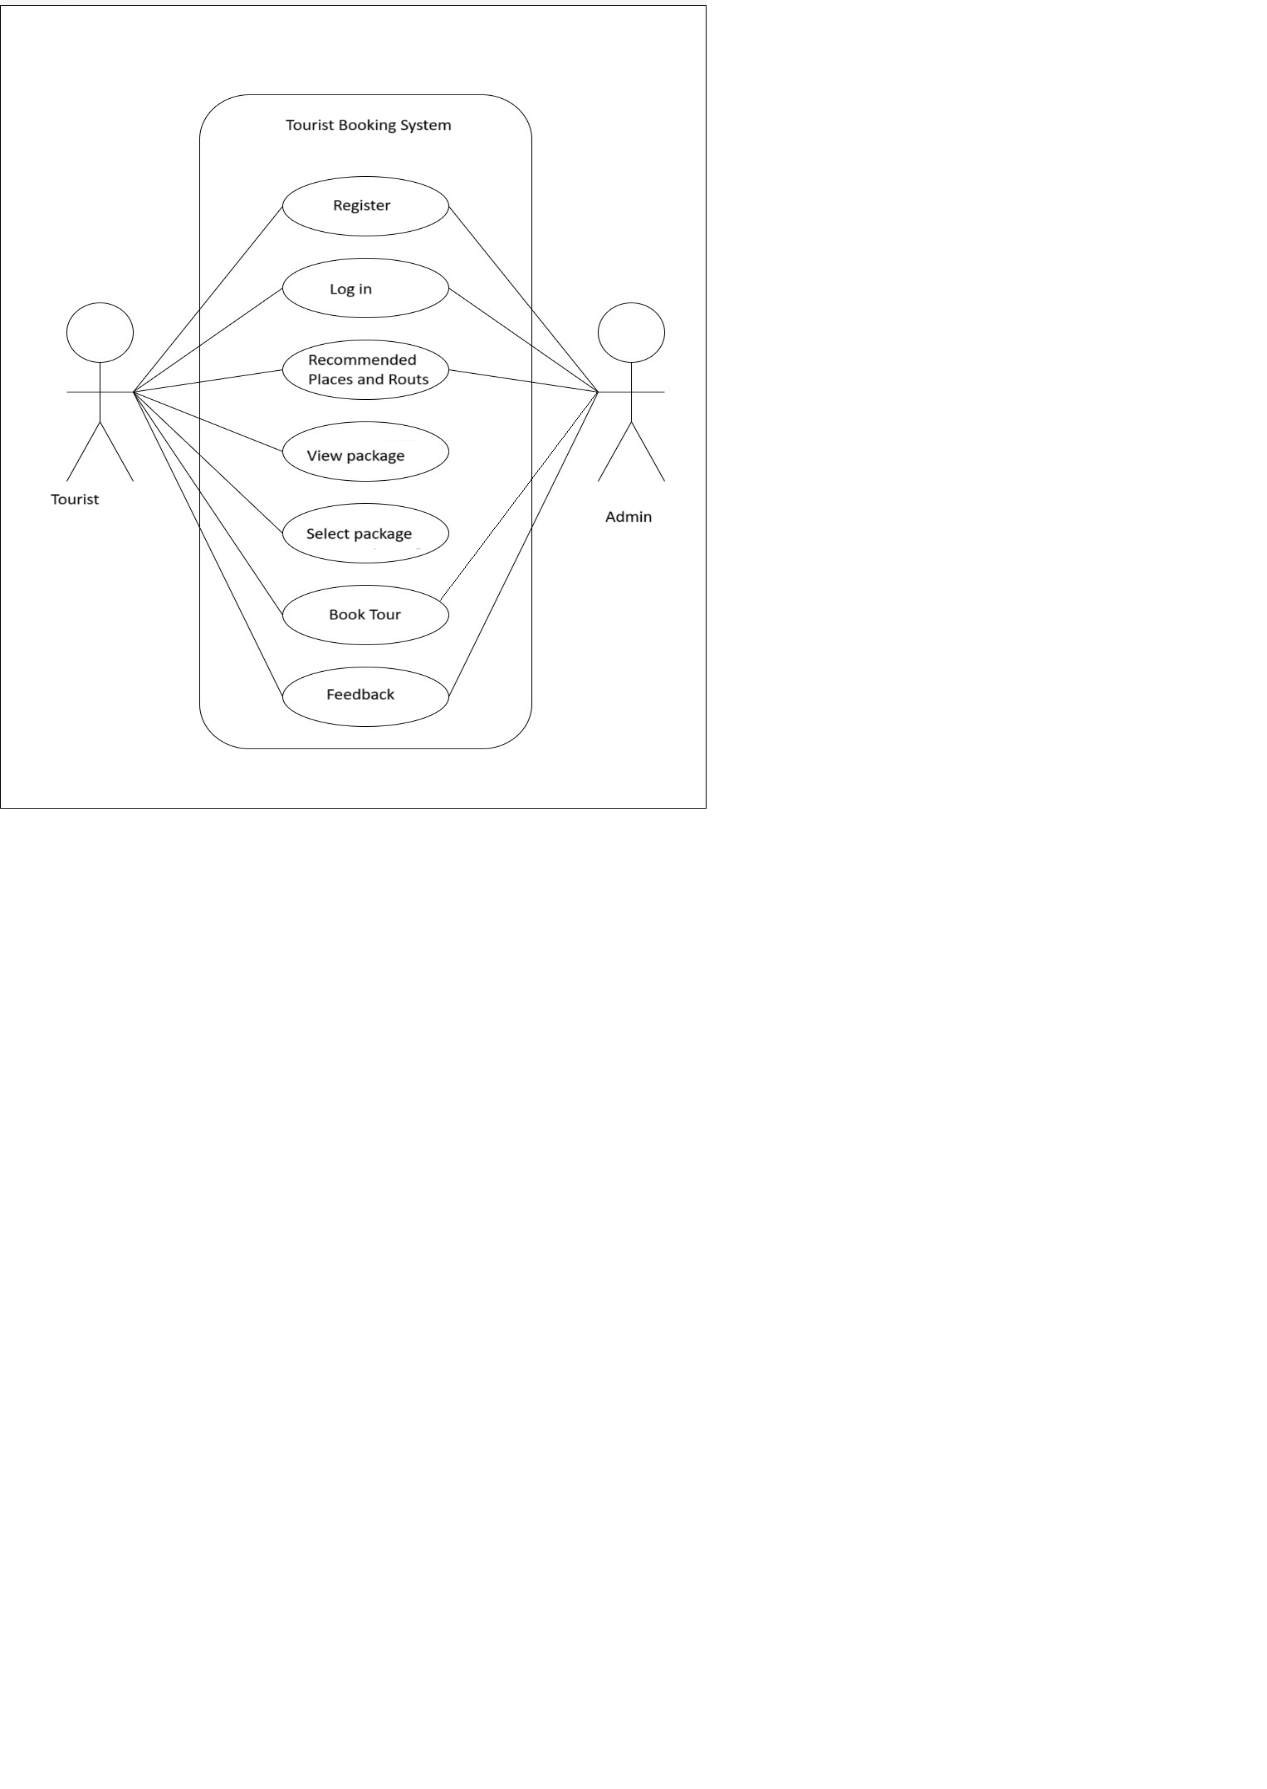 Tourist Booking System
Register
Log in
Recommended
Places and Routs
View package
Select package
Book Tour
Feedback
Tourist
Admin